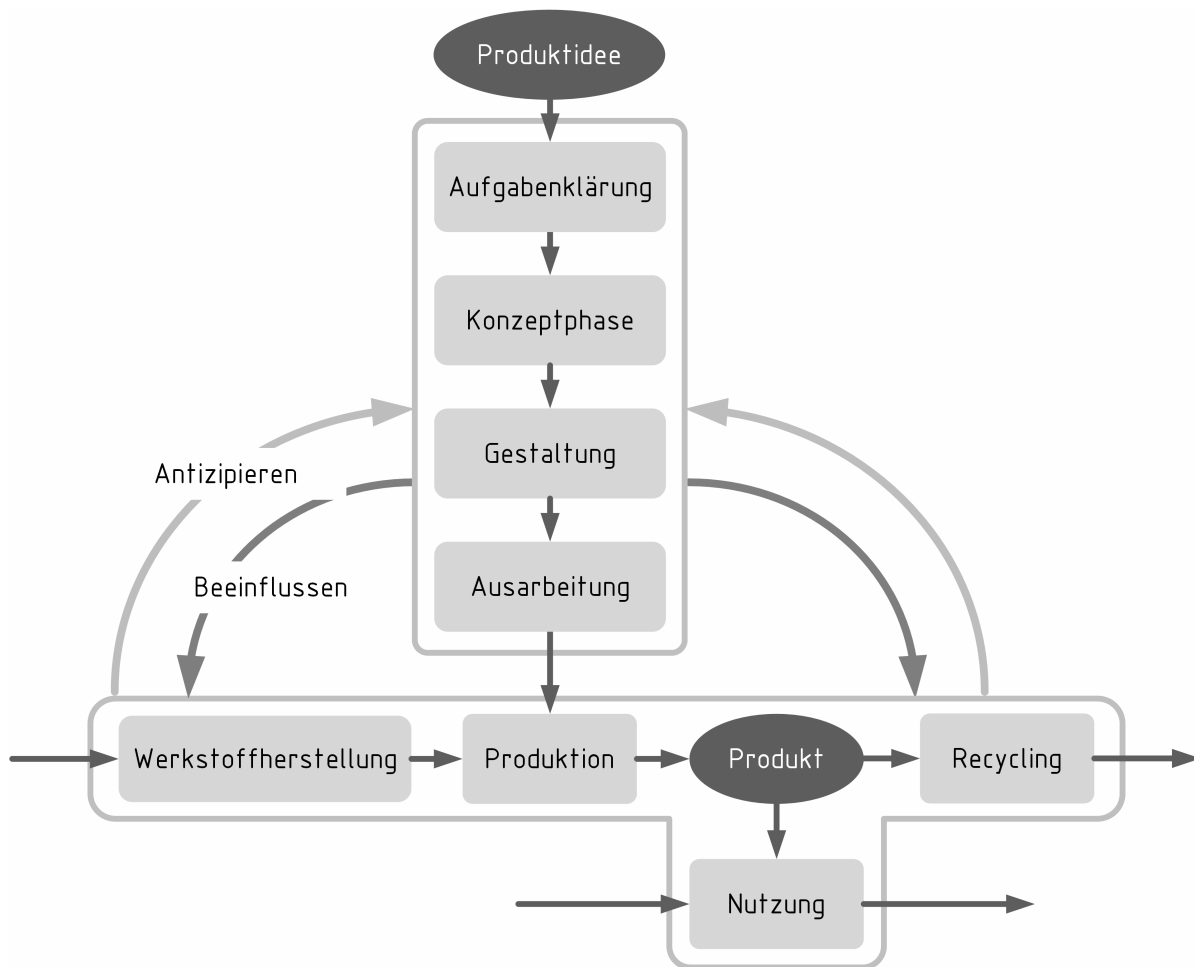 Produktidee
Aufgabenklärung
Konzeptphase
Gestaltung
Antizipieren
Ausarbeitung
Beeinflussen
Werkstoffherstellung
Produktion
Produkt
Recycling
Nutzung